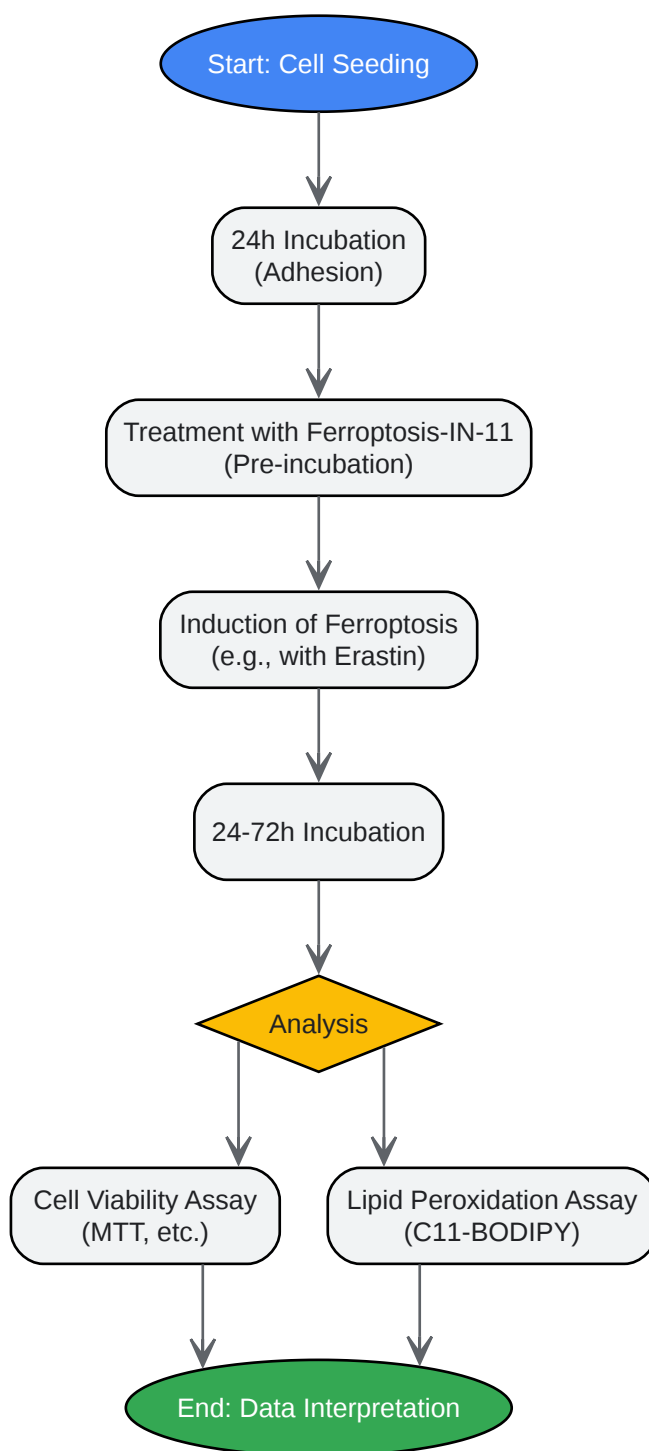 Start: Cell Seeding
24h Incubation
(Adhesion)
Treatment with Ferroptosis-IN-11
(Pre-incubation)
Induction of Ferroptosis
(e.g., with Erastin)
24-72h Incubation
Analysis
Cell Viability Assay
(MTT, etc.)
Lipid Peroxidation Assay
(C11-BODIPY)
End: Data Interpretation